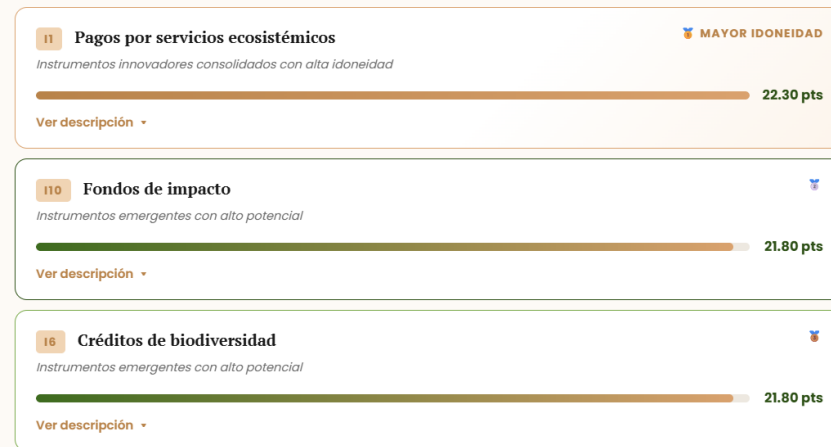 I1 Pagos por servicios ecosistémicos
MAYOR IDONEIDAD
Instrumentos innovadores consolidados con alta idoneidad
22.30 pts
Ver descripción
I10 Fondos de impacto
Instrumentos emergentes con alto potencial
21.80 pts
Ver descripción
I6 Créditos de biodiversidad
Instrumentos emergentes con alto potencial
21.80 pts
Ver descripción